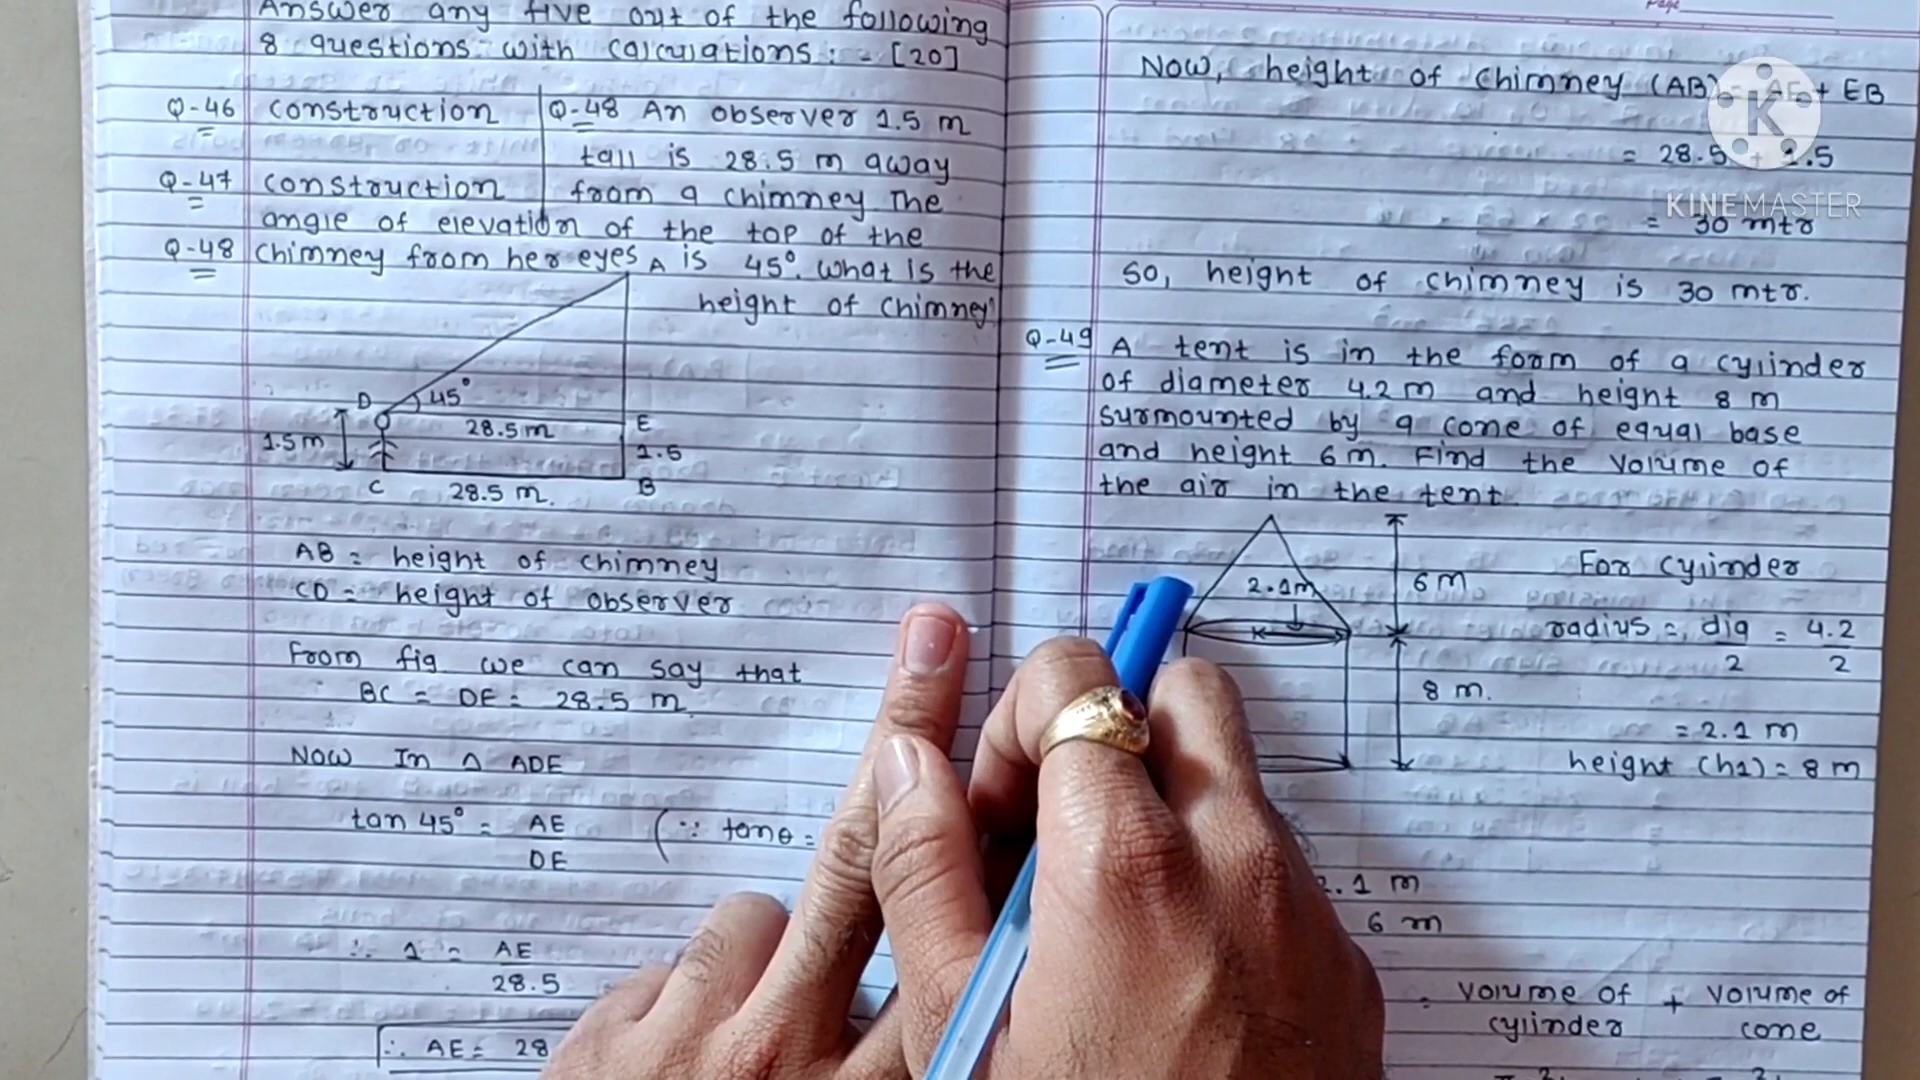 Answer any five out of the following
8 questions with calculations: - [20]
Q-46 construction
Q-47 construction
Q-48 An observer 1.5 m
tall is 28.5 m away
from a chimney The
angle of elevation of the top of the
Q-48 chimney from her eyes is 45°. what is the
height of chimney
A
D
45°
28.5 m
E
1.5 m
1.5
C
28.5 m.
B
AB = height of chimney
CD = height of observer
From fig we can say that
BC = DE = 28.5 m
Now In Δ ADE
tan 45° = AE
DE
(∵ tanθ =
∴ 1 = AE
28.5
∴ AE = 28
Page
Now, height of chimney (AB) = AE + EB
= 28.5 + 1.5
= 30 mtr
So, height of chimney is 30 mtr.
Q-49
A tent is in the form of a cylinder
of diameter 4.2 m and height 8 m
surmounted by a cone of equal base
and height 6 m. Find the volume of
the air in the tent.
2.1m
6 m
8 m.
For cylinder
radius = dia = 4.2
2 2
= 2.1 m
height (h1) = 8 m
2.1 m
6 m
= volume of + volume of
cylinder cone
K
KINEMASTER